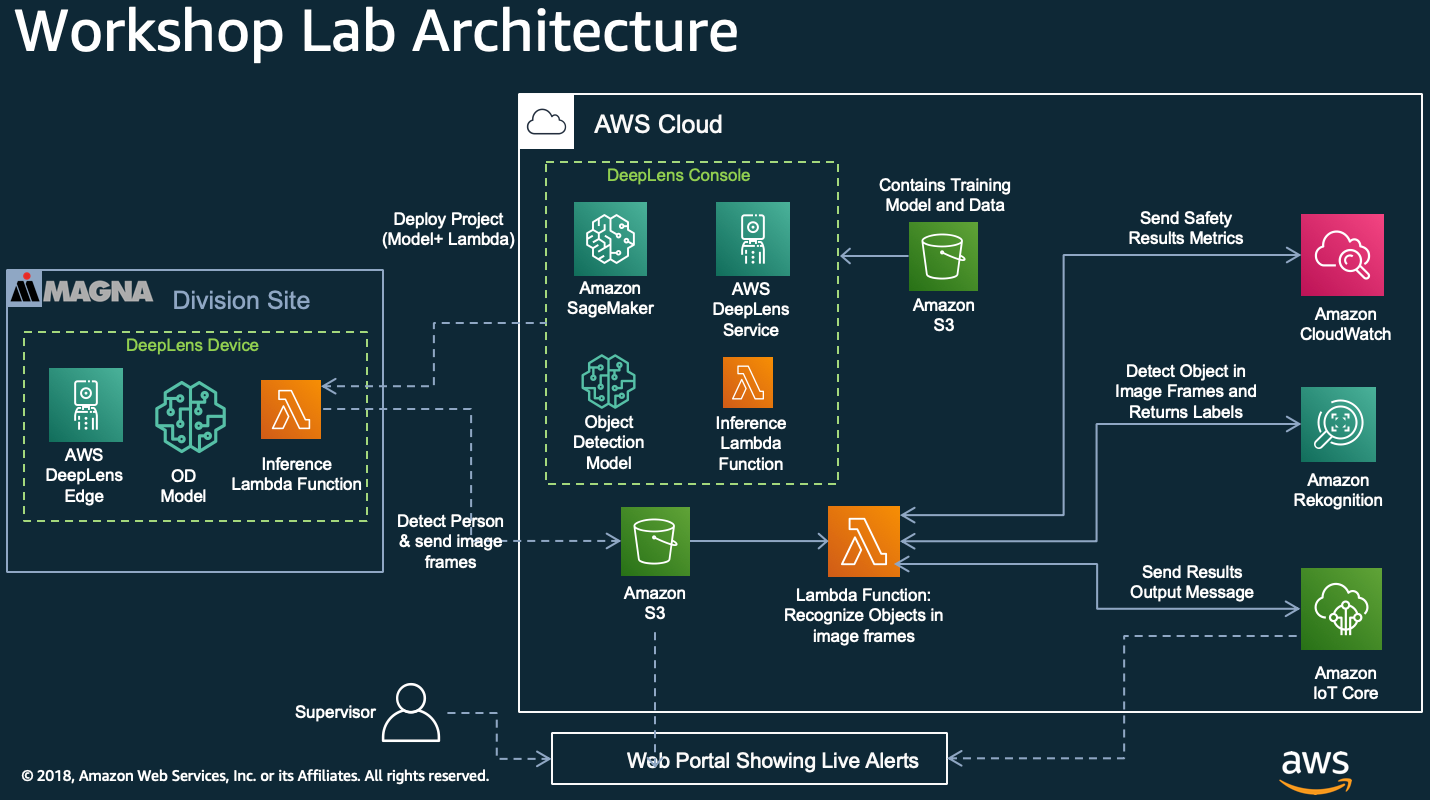 Workshop Lab Architecture
AWS Cloud
DeepLens Console
Amazon
SageMaker
AWS
DeepLens
Service
Object
Detection
Model
Inference
Lambda
Function
Contains Training
Model and Data
Amazon
S3
Deploy Project
(Model+ Lambda)
MAGNA
Division Site
DeepLens Device
AWS
DeepLens
Edge
OD
Model
Inference
Lambda Function
Detect Person
& send image
frames
Amazon
S3
Lambda Function:
Recognize Objects in
image frames
Send Safety
Results Metrics
Amazon
CloudWatch
Detect Object in
Image Frames and
Returns Labels
Amazon
Rekognition
Send Results
Output Message
Amazon
IoT Core
Supervisor
Web Portal Showing Live Alerts
© 2018, Amazon Web Services, Inc. or its Affiliates. All rights reserved.
aws